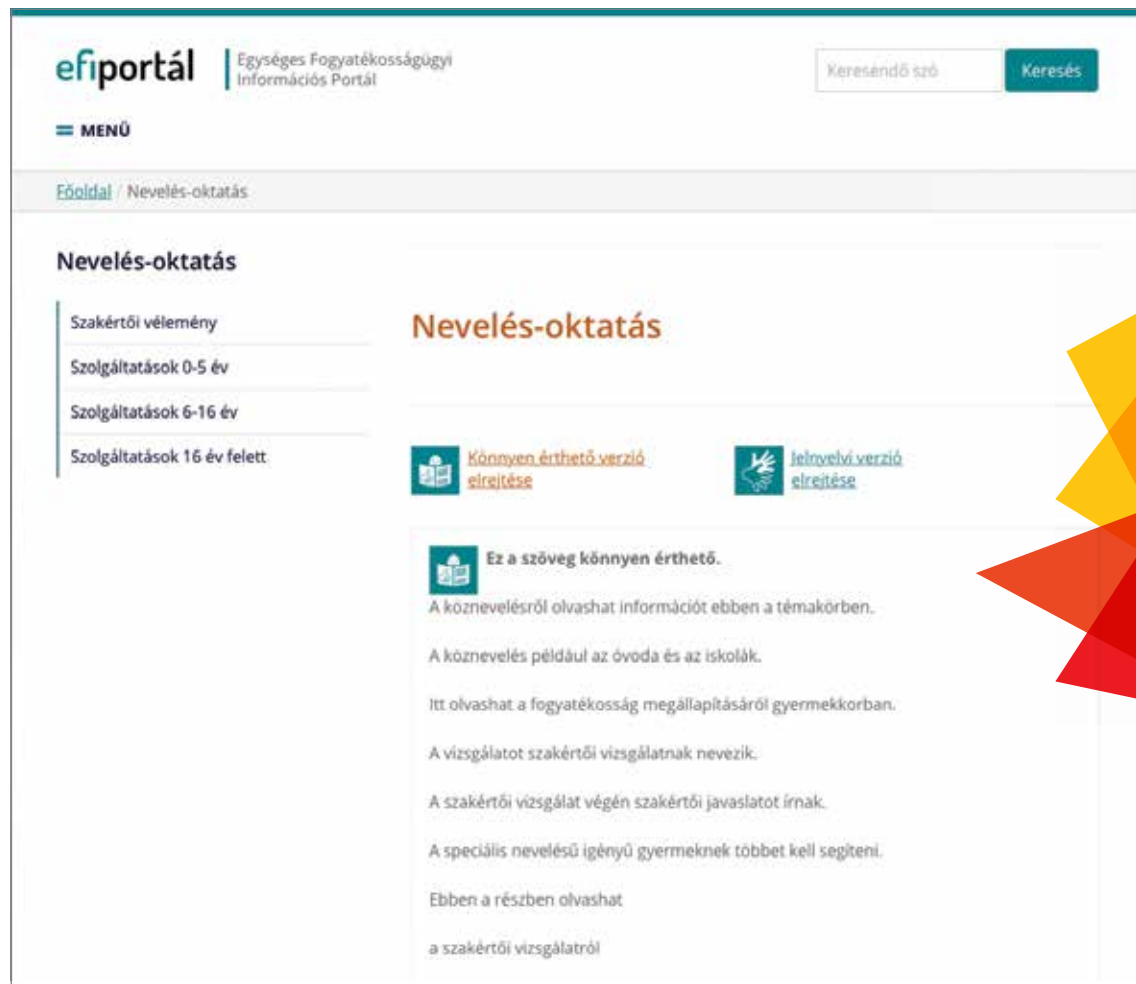 efiportál
Egységes Fogyatékosságügyi
Információs Portál
Keresendő szó
Keresés
MENÜ
Főoldal / Nevelés-oktatás
Nevelés-oktatás
Szakértői vélemény
Szolgáltatások 0-5 év
Szolgáltatások 6-16 év
Szolgáltatások 16 év felett
Nevelés-oktatás
Könnyen érthető verzió
elrejtése
Jelnyelvi verzió
elrejtése
Ez a szöveg könnyen érthető.
A köznevelésről olvashat információt ebben a témakörben.
A köznevelés például az óvoda és az iskolák.
Itt olvashat a fogyatékosság megállapításáról gyermekkorban.
A vizsgálatot szakértői vizsgálatnak nevezik.
A szakértői vizsgálat végén szakértői javaslatot írnak.
A speciális nevelésű igényű gyermeknek többet kell segíteni.
Ebben a részben olvashat
a szakértői vizsgálatról